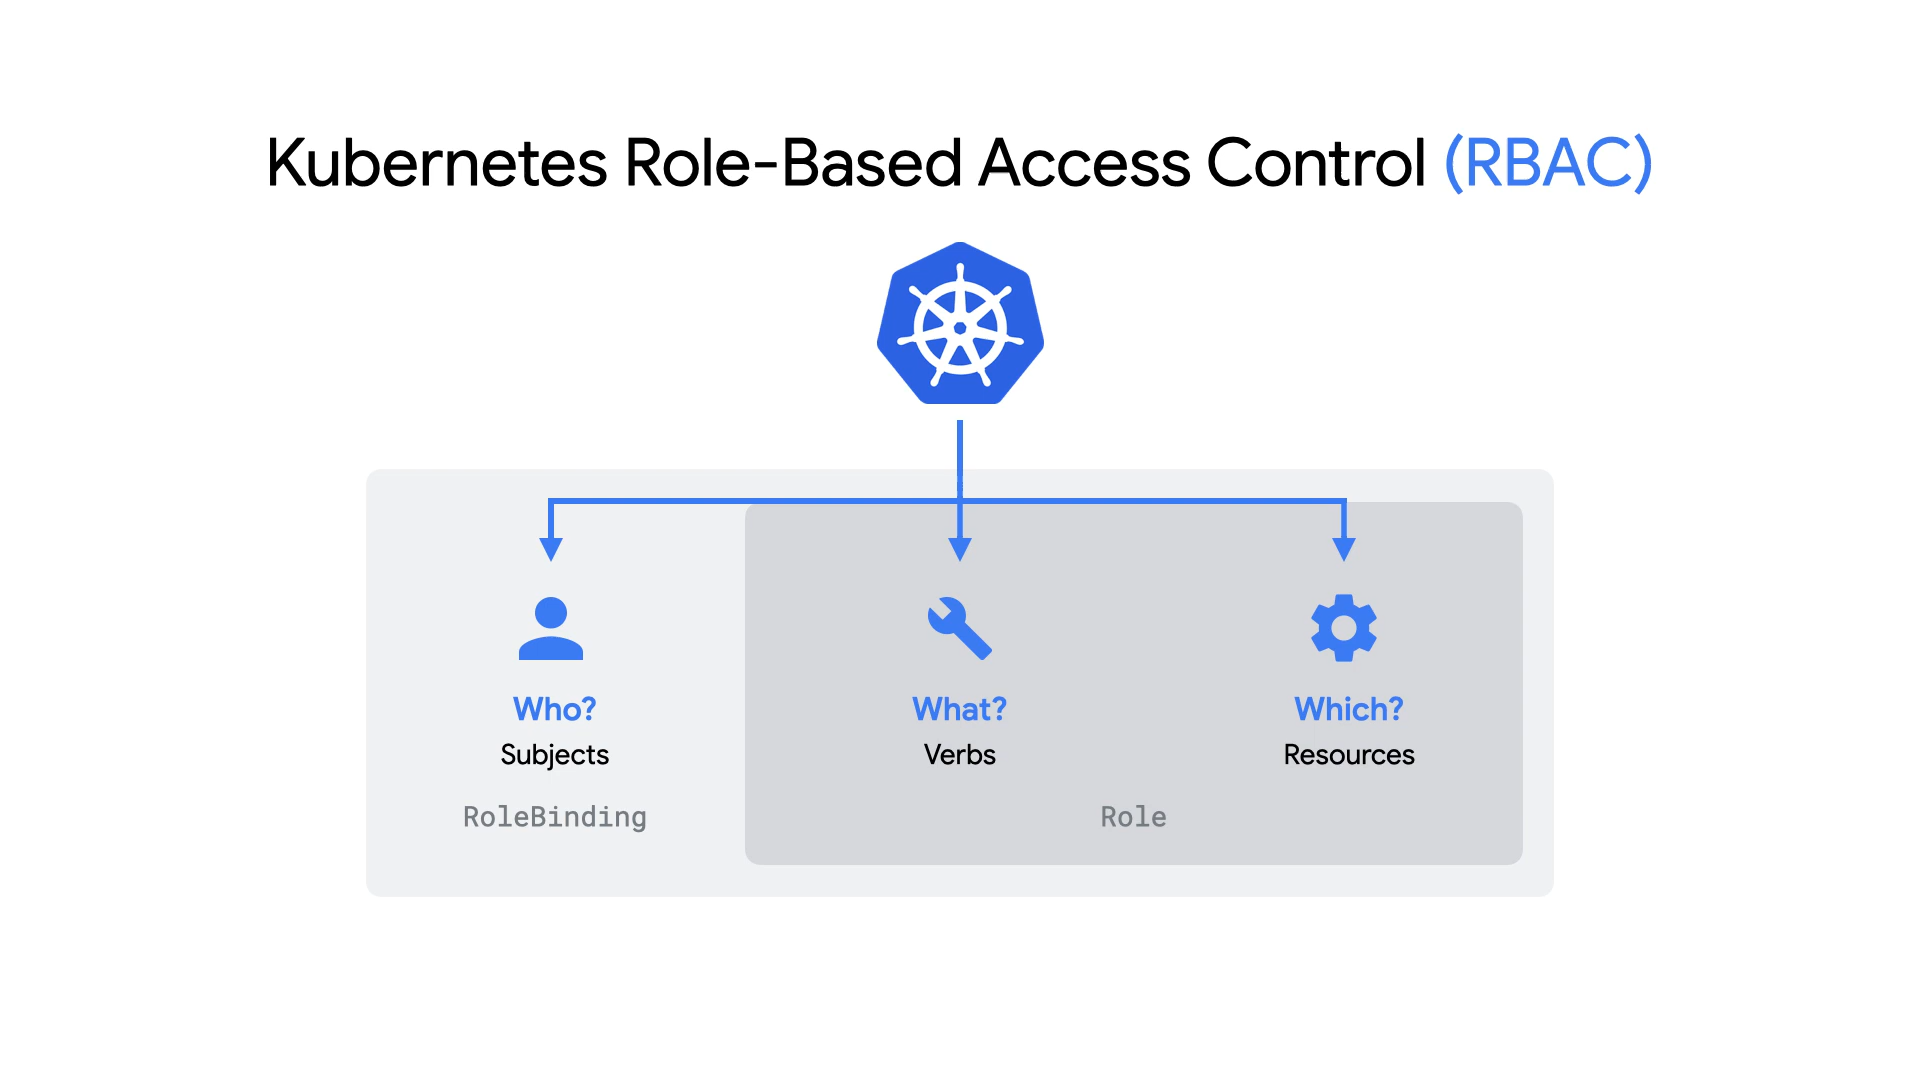 Kubernetes Role-Based Access Control (RBAC)
Who?
Subjects
RoleBinding
What?
Verbs
Which?
Resources
Role